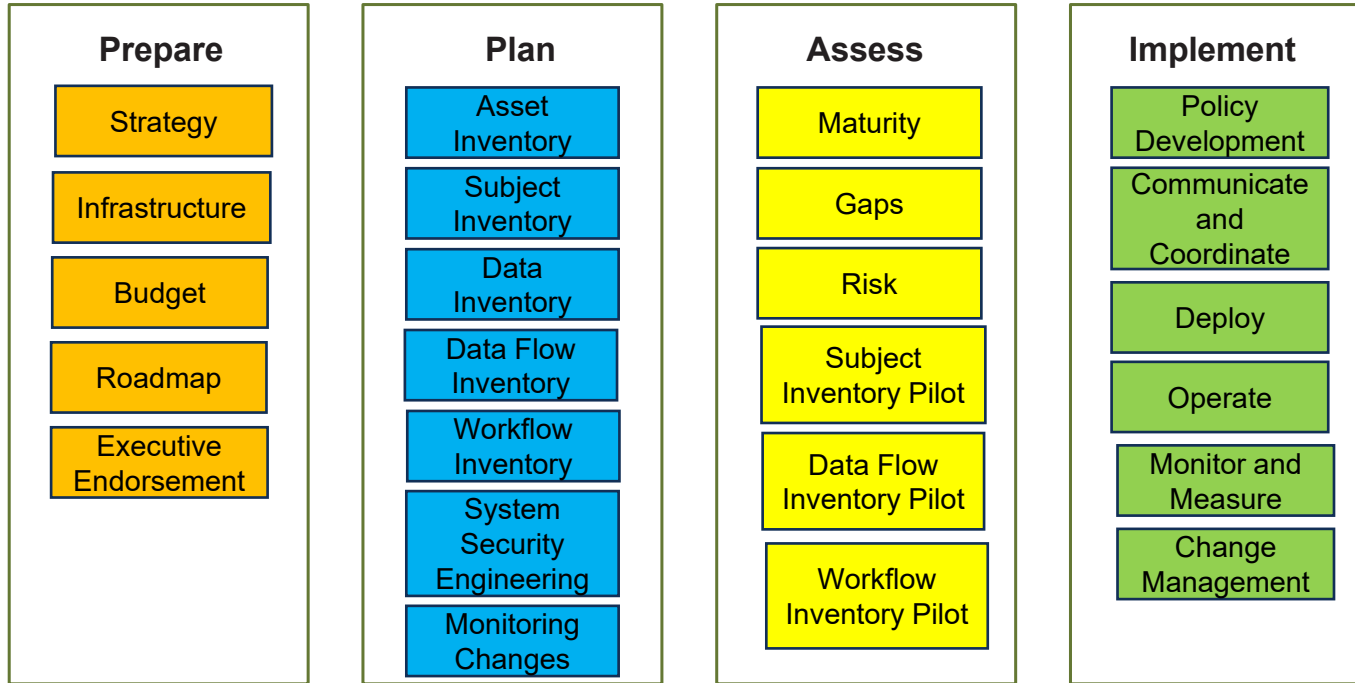 Prepare
Strategy
Infrastructure
Budget
Roadmap
Executive
Endorsement
Plan
Asset
Inventory
Subject
Inventory
Data
Inventory
Data Flow
Inventory
Workflow
Inventory
System
Security
Engineering
Monitoring
Changes
Assess
Maturity
Gaps
Risk
Subject
Inventory Pilot
Data Flow
Inventory Pilot
Workflow
Inventory Pilot
Implement
Policy
Development
Communicate
and
Coordinate
Deploy
Operate
Monitor and
Measure
Change
Management